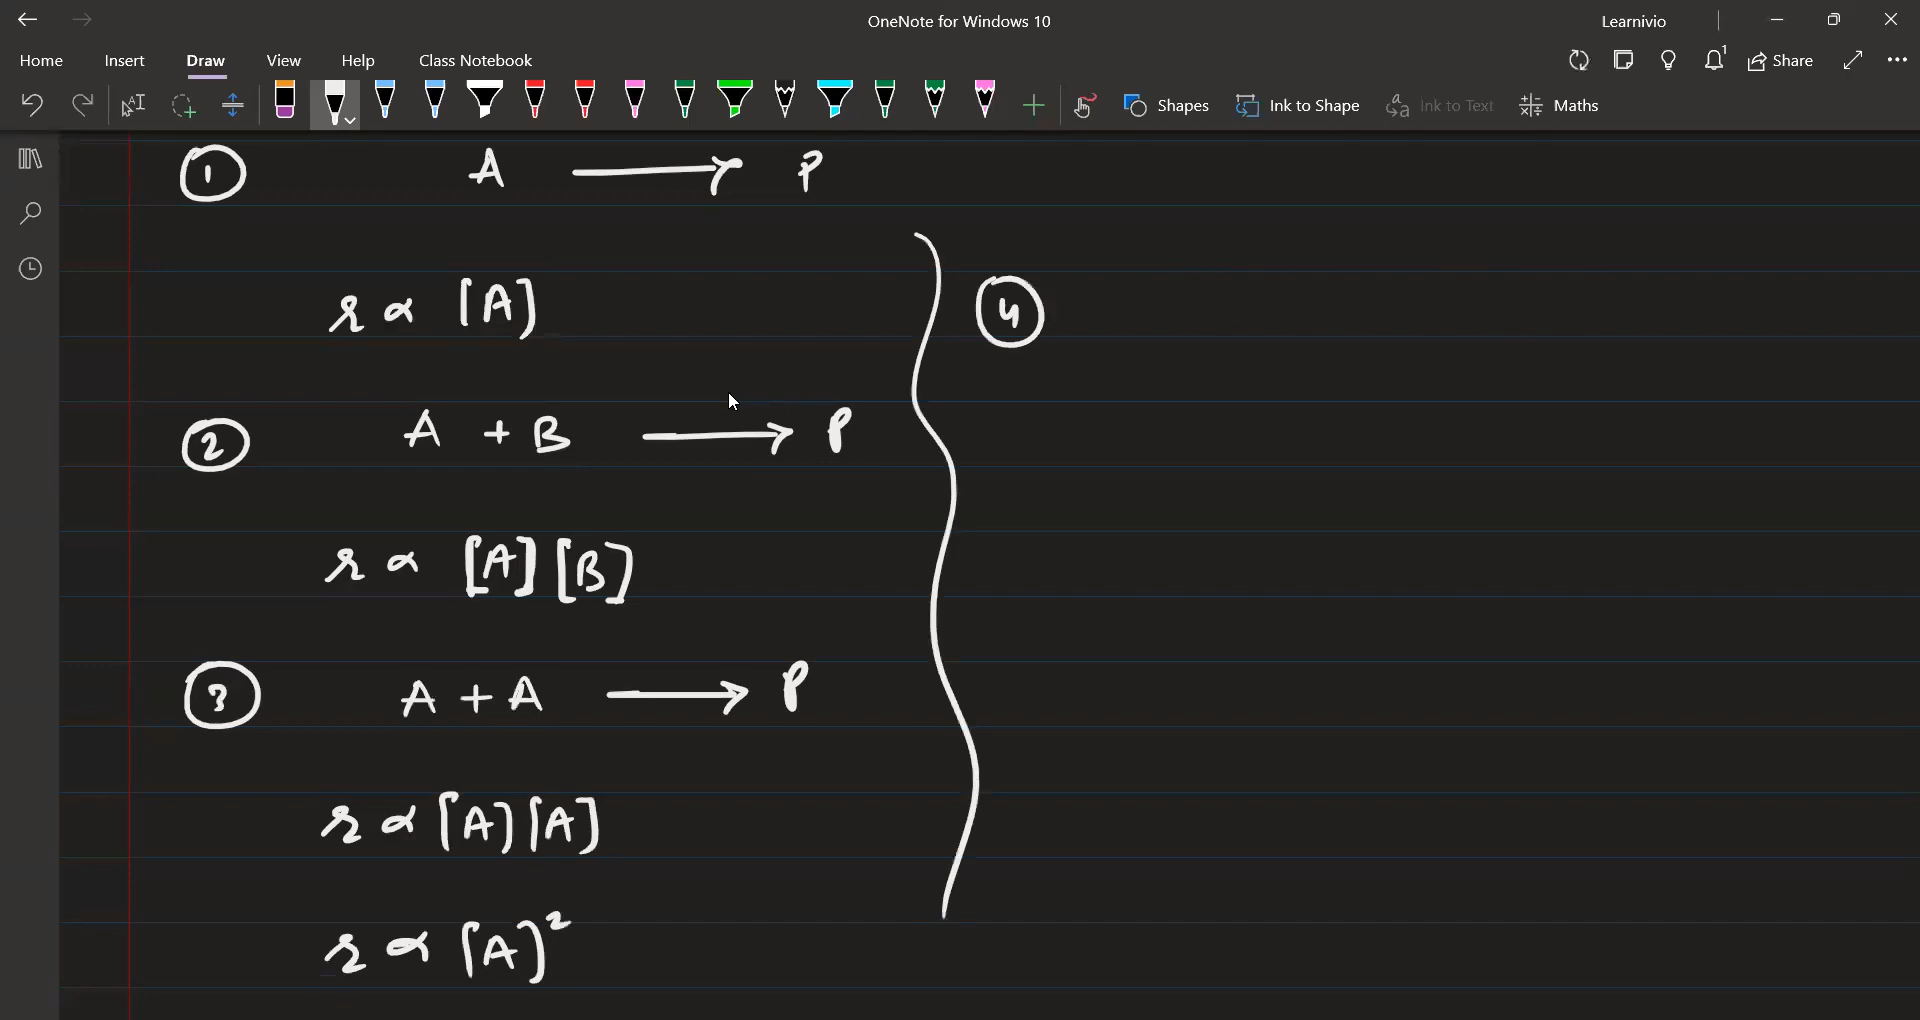 OneNote for Windows 10
Learnivio
Home Insert Draw View Help Class Notebook
1 Share
Shapes Ink to Shape Ink to Text Maths
① A ⟶ P
r α [A]
② A + B ⟶ P
r α [A] [B]
③ A + A ⟶ P
r α [A] [A]
r α [A]²
④